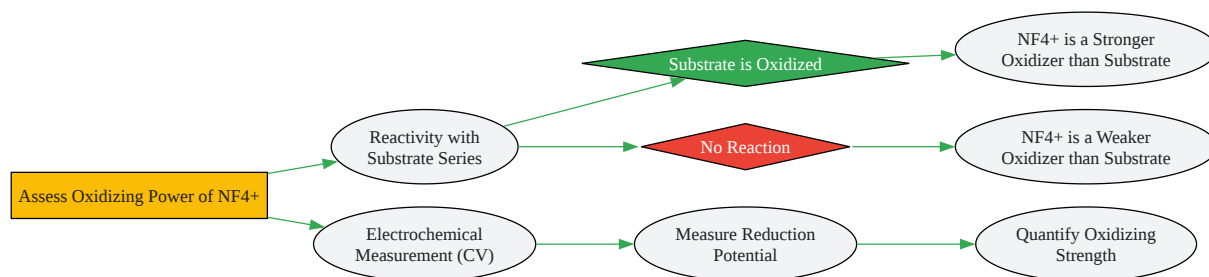 Assess Oxidizing Power of NF4+
Reactivity with
Substrate Series
Electrochemical
Measurement (CV)
Substrate is Oxidized
No Reaction
Measure Reduction
Potential
NF4+ is a Stronger
Oxidizer than Substrate
NF4+ is a Weaker
Oxidizer than Substrate
Quantify Oxidizing
Strength